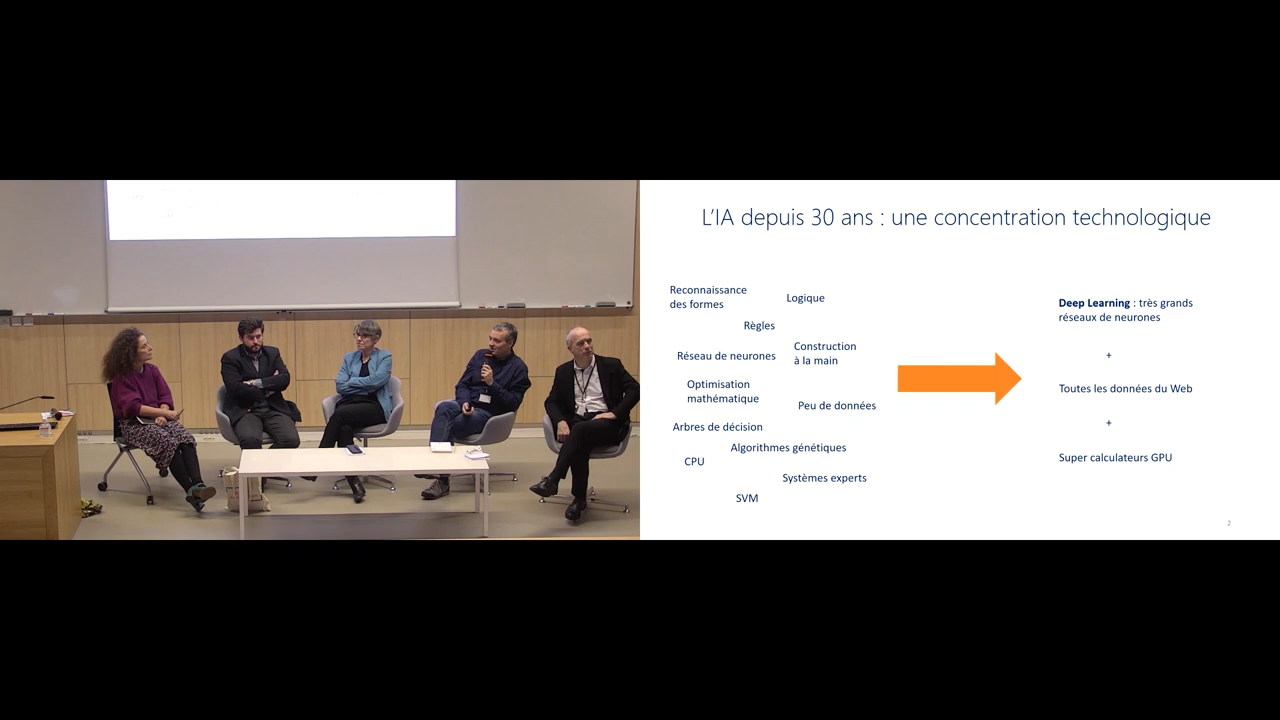 L'IA depuis 30 ans : une concentration technologique
Reconnaissance
des formes
Logique
Règles
Réseau de neurones
Construction
à la main
Optimisation
mathématique
Peu de données
Arbres de décision
Algorithmes génétiques
CPU
Systèmes experts
SVM
Deep Learning : très grands
réseaux de neurones
+
Toutes les données du Web
+
Super calculateurs GPU
2